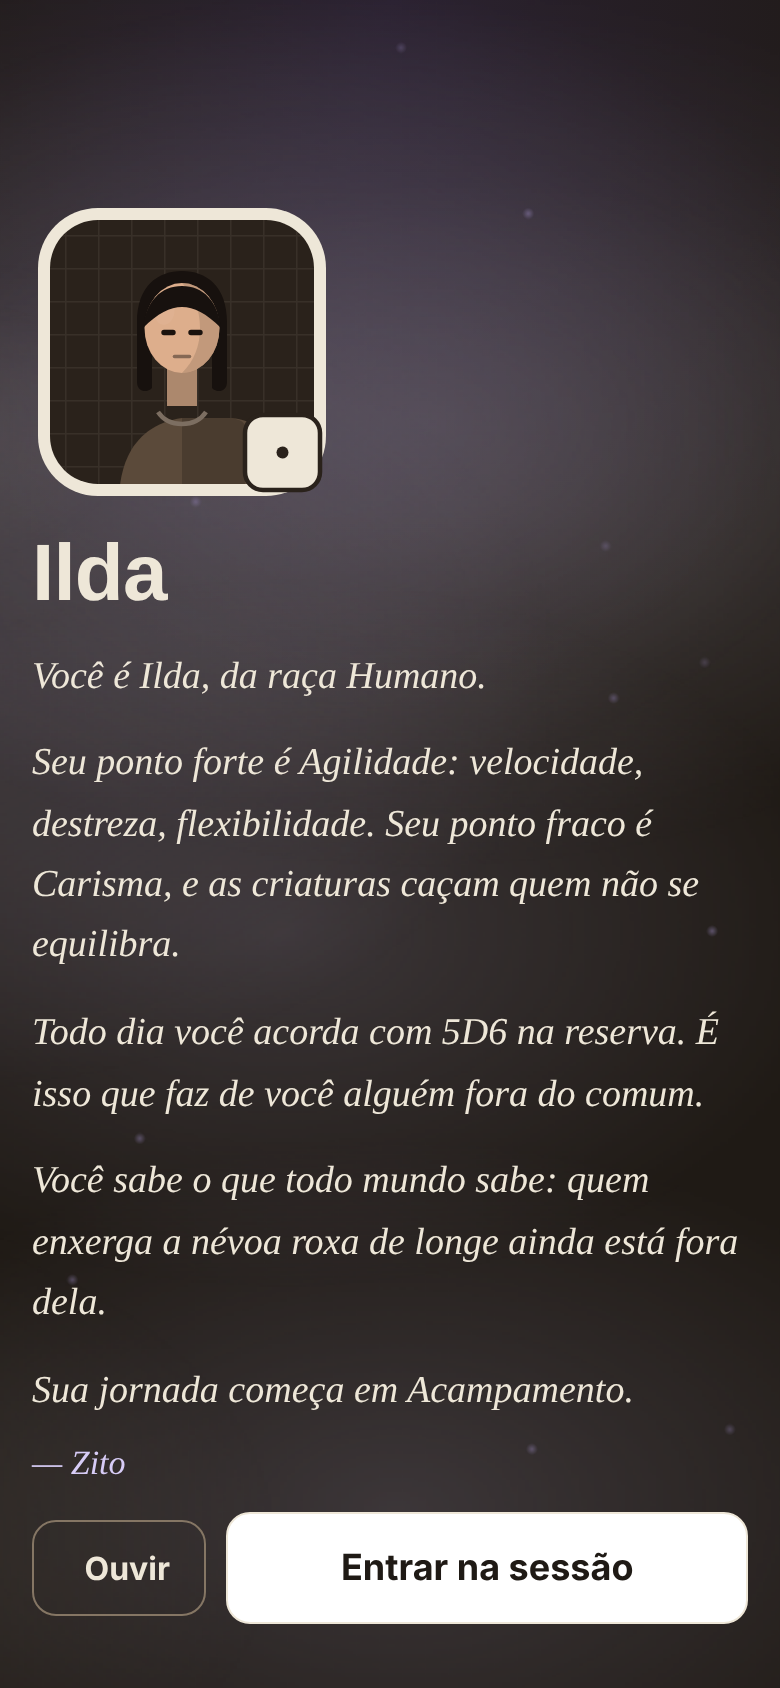 Ilda
Você é Ilda, da raça Humano.
Seu ponto forte é Agilidade: velocidade,
destreza, flexibilidade. Seu ponto fraco é
Carisma, e as criaturas caçam quem não se
equilibra.
Todo dia você acorda com 5D6 na reserva. É
isso que faz de você alguém fora do comum.
Você sabe o que todo mundo sabe: quem
enxerga a névoa roxa de longe ainda está fora
dela.
Sua jornada começa em Acampamento.
— Zito
Ouvir
Entrar na sessão